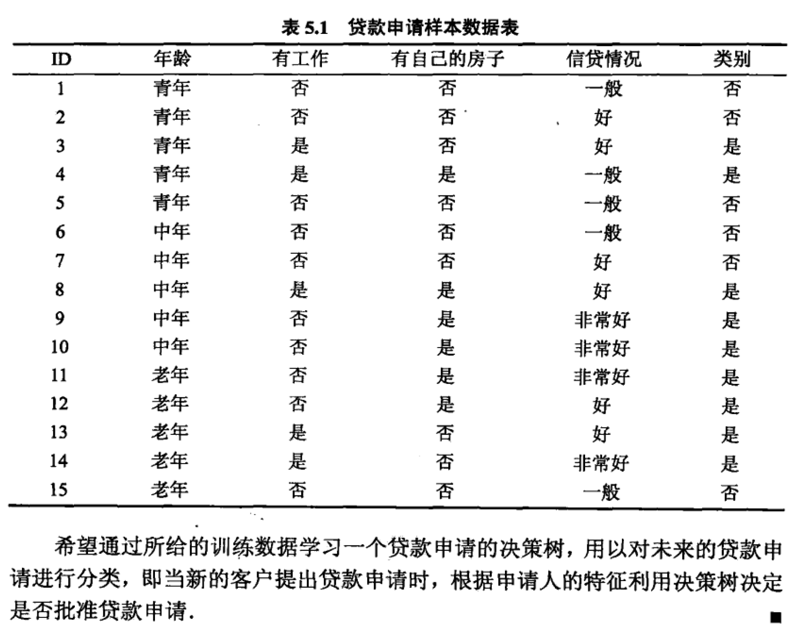 表 5.1 贷款申请样本数据表
ID 年龄 有工作 有自己的房子 信贷情况 类别
1 青年 否 否 一般 否
2 青年 否 否 好 否
3 青年 是 否 好 是
4 青年 是 是 一般 是
5 青年 否 否 一般 否
6 中年 否 否 一般 否
7 中年 否 否 好 否
8 中年 是 是 好 是
9 中年 否 是 非常好 是
10 中年 否 是 非常好 是
11 老年 否 是 非常好 是
12 老年 否 是 好 是
13 老年 是 否 好 是
14 老年 是 否 非常好 是
15 老年 否 否 一般 否
希望通过所给的训练数据学习一个贷款申请的决策树，用以对未来的贷款申
请进行分类，即当新的客户提出贷款申请时，根据申请人的特征利用决策树决定
是否批准贷款申请．